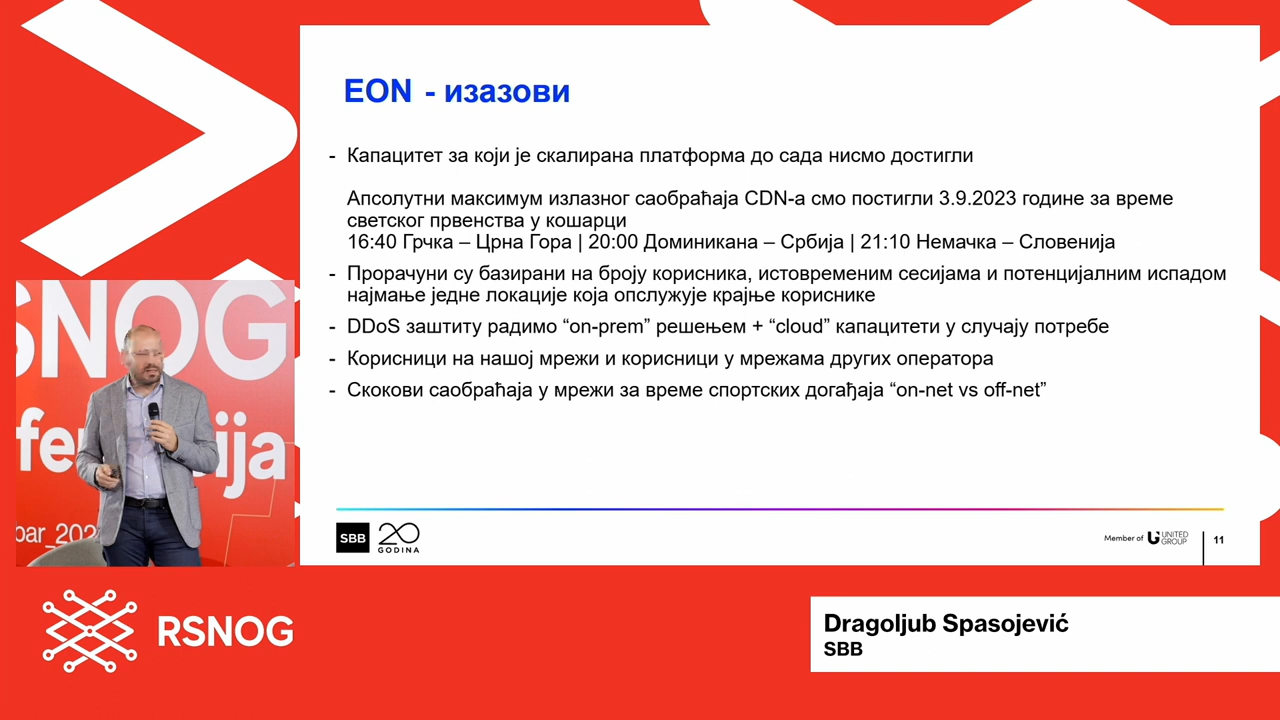 EON - изазови
- Капацитет за који је скалирана платформа до сада нисмо достигли
Апсолутни максимум излазног саобраћаја CDN-а смо постигли 3.9.2023 године за време
светског првенства у кошарци
16:40 Грчка – Црна Гора | 20:00 Доминикана – Србија | 21:10 Немачка – Словенија
- Прорачуни су базирани на броју корисника, истовременим сесијама и потенцијалним испадом
најмање једне локације која опслужује крајње кориснике
- DDoS заштиту радимо “on-prem” решењем + “cloud” капацитети у случају потребе
- Корисници на нашој мрежи и корисници у мрежама других оператора
- Скокови саобраћаја у мрежи за време спортских догађаја “on-net vs off-net”
SBB 20 GODINA
Member of UNITED GROUP
11
SNOG
RSNOG
Dragoljub Spasojević
SBB